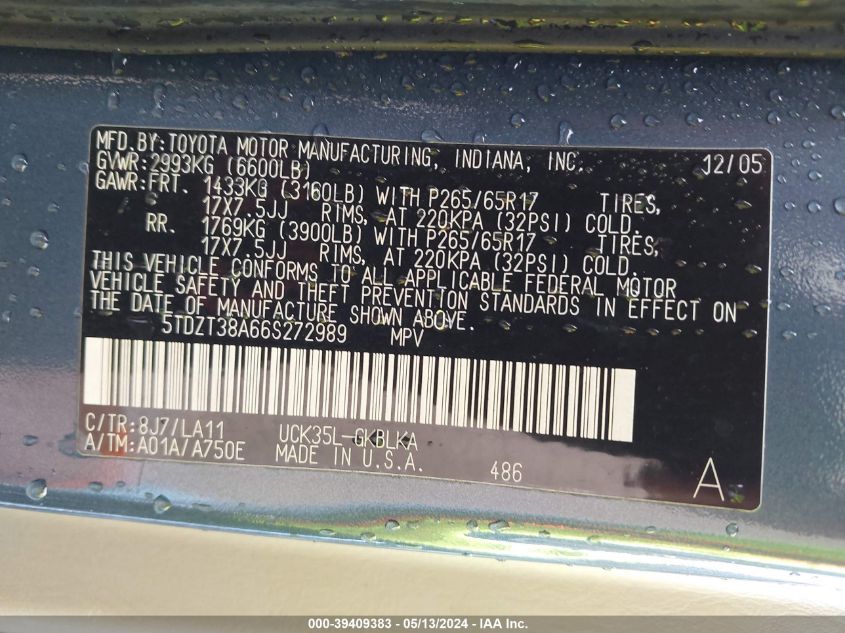 MFD.BY:TOYOTA MOTOR MANUFACTURING, INDIANA, INC. 12/05
GVWR:2993KG (6600LB)
GAWR:FRT. 1433KG (3160LB) WITH P265/65R17 TIRES,
17X7.5JJ RIMS, AT 220KPA (32PSI) COLD.
RR. 1769KG (3900LB) WITH P265/65R17 TIRES,
17X7.5JJ RIMS, AT 220KPA (32PSI) COLD.
THIS VEHICLE CONFORMS TO ALL APPLICABLE FEDERAL MOTOR
VEHICLE SAFETY AND THEFT PREVENTION STANDARDS IN EFFECT ON
THE DATE OF MANUFACTURE SHOWN ABOVE.
5TDZT38A66S272989 MPV
C/TR:8J7/LA11 UCK35L-GKBLKA
A/TM:A01A/A750E MADE IN U.S.A.
486 A
000-39409383 - 05/13/2024 - IAA Inc.